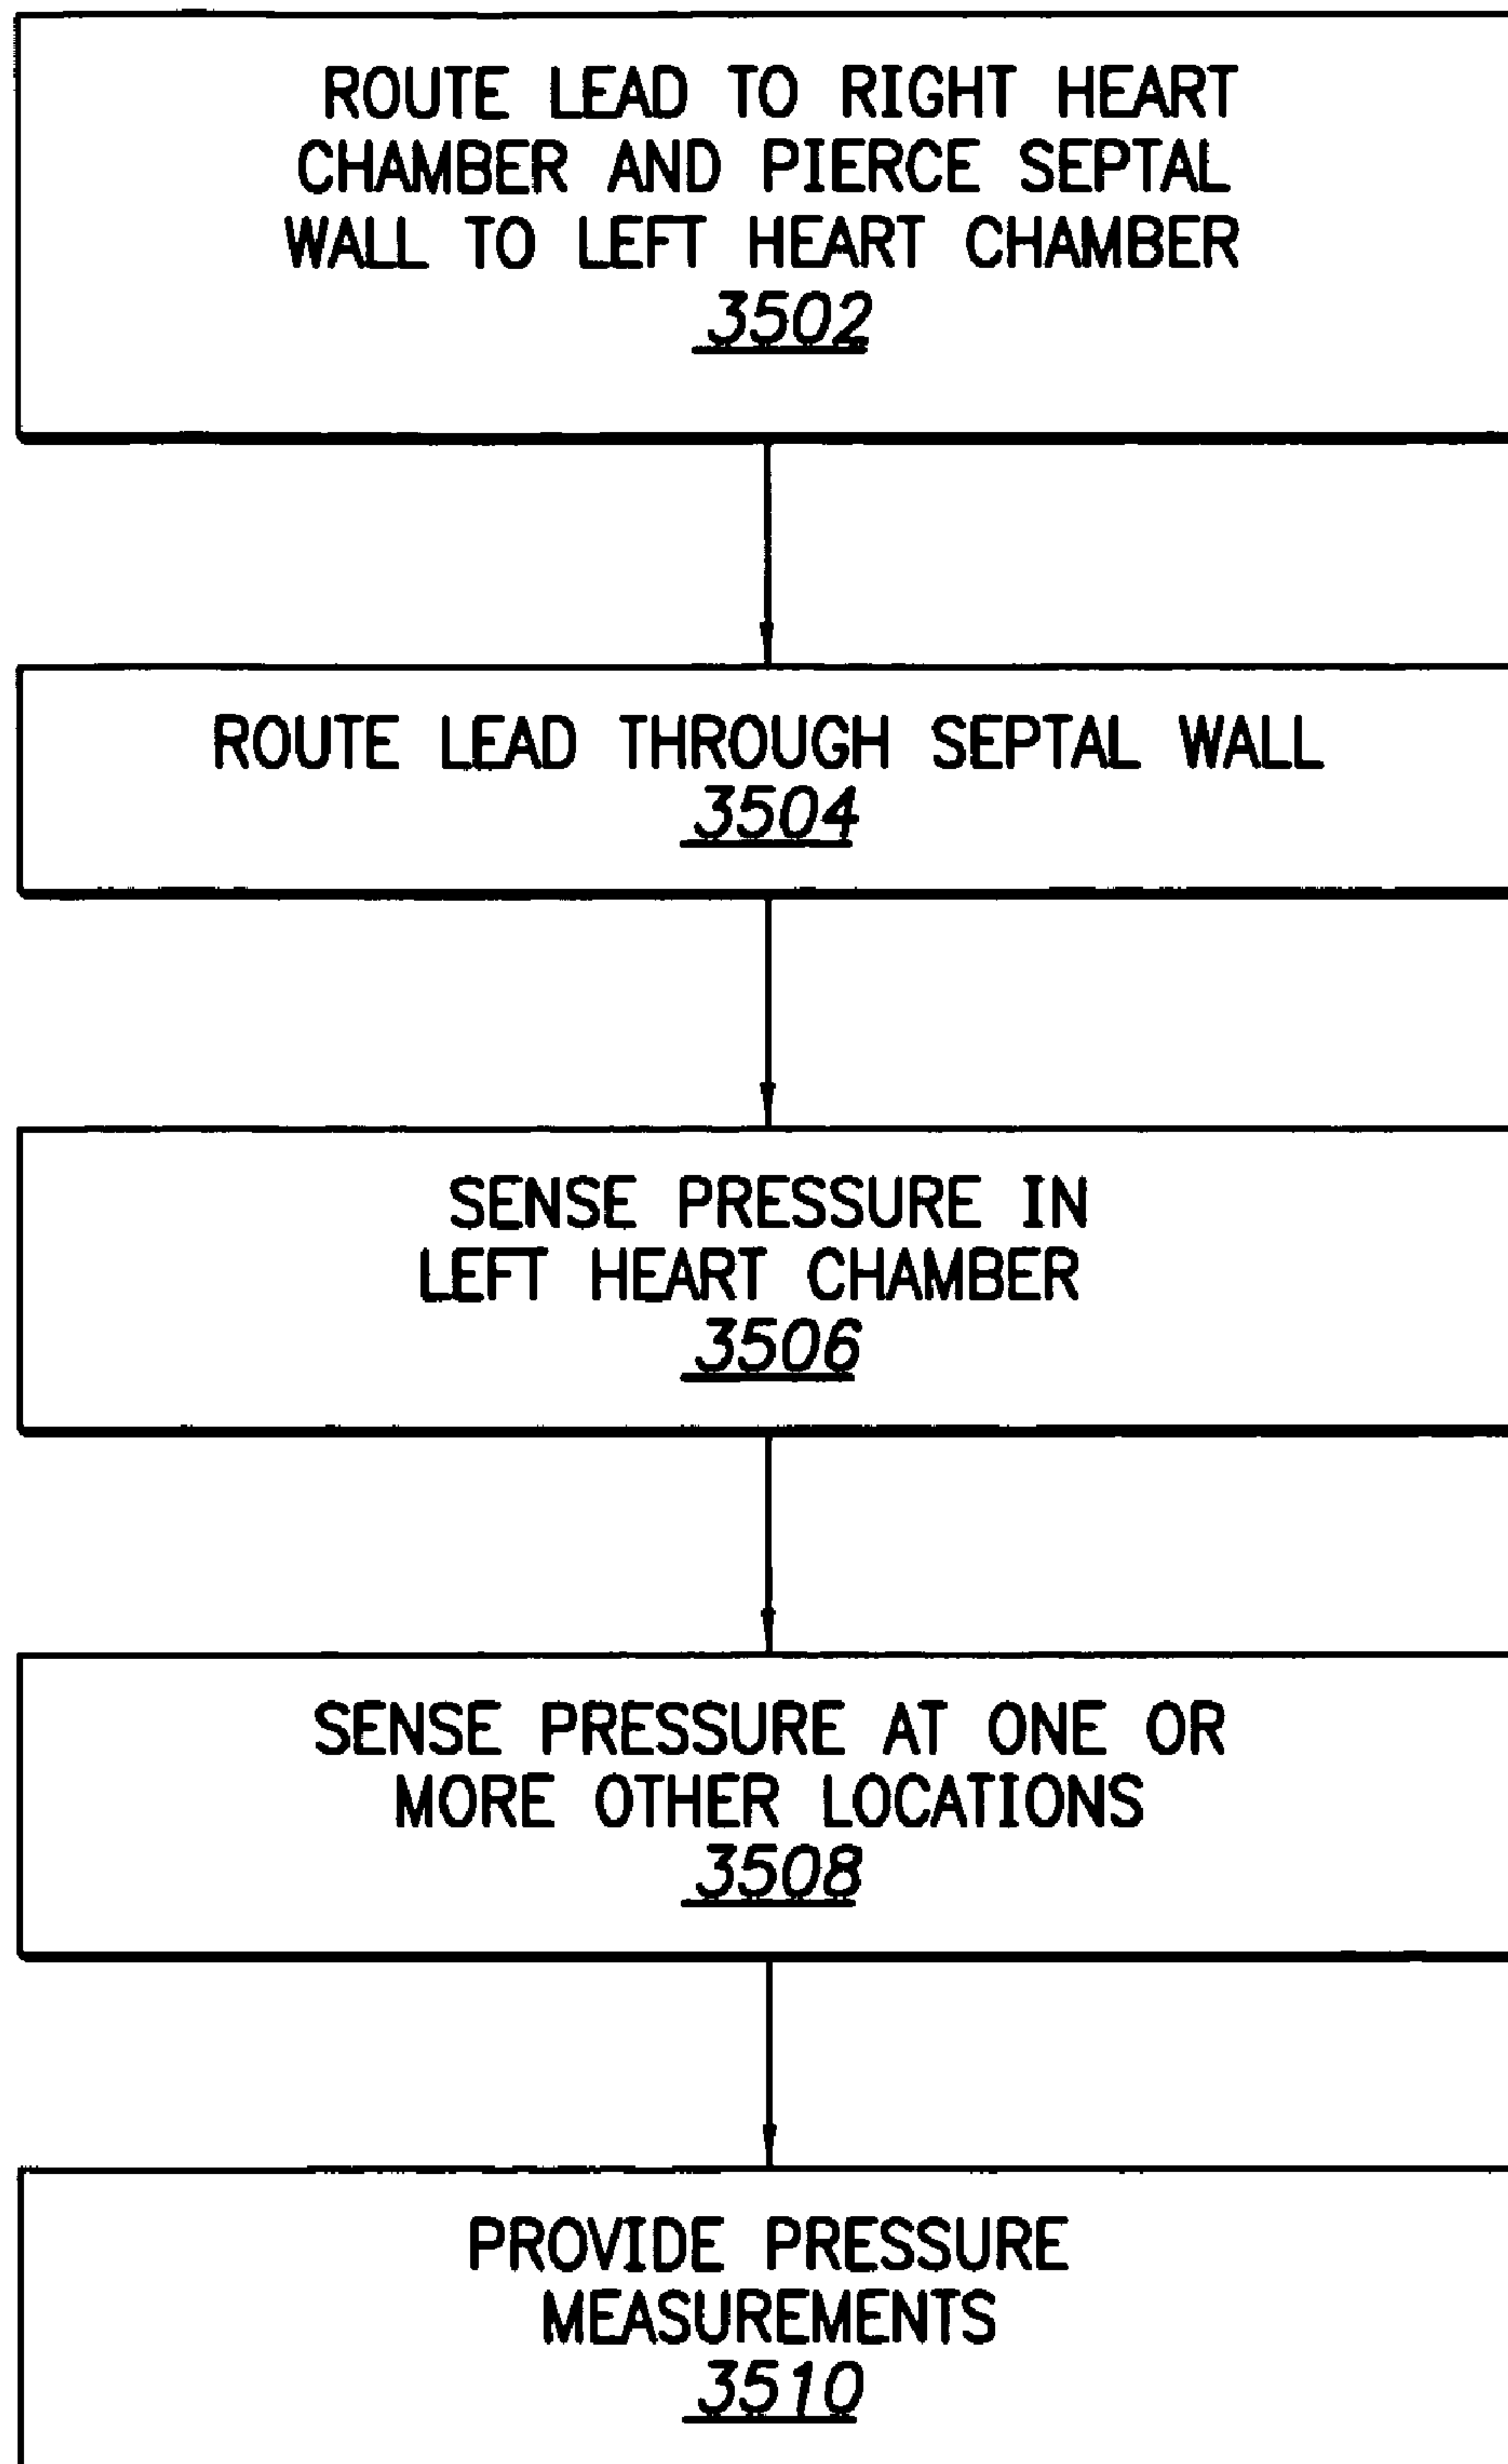 ROUTE LEAD TO RIGHT HEART
CHAMBER AND PIERCE SEPTAL
WALL TO LEFT HEART CHAMBER
3502
ROUTE LEAD THROUGH SEPTAL WALL
3504
SENSE PRESSURE IN
LEFT HEART CHAMBER
3506
SENSE PRESSURE AT ONE OR
MORE OTHER LOCATIONS
3508
PROVIDE PRESSURE
MEASUREMENTS
3510